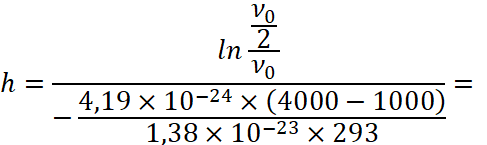 h = ln((ν₀/2)/ν₀) / (−(4,19 × 10⁻²⁴ × (4000 − 1000))/(1,38 × 10⁻²³ × 293)) =